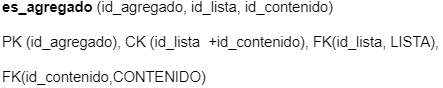 es_agregado (id_agregado, id_lista, id_contenido)
PK (id_agregado), CK (id_lista +id_contenido), FK(id_lista, LISTA),
FK(id_contenido,CONTENIDO)